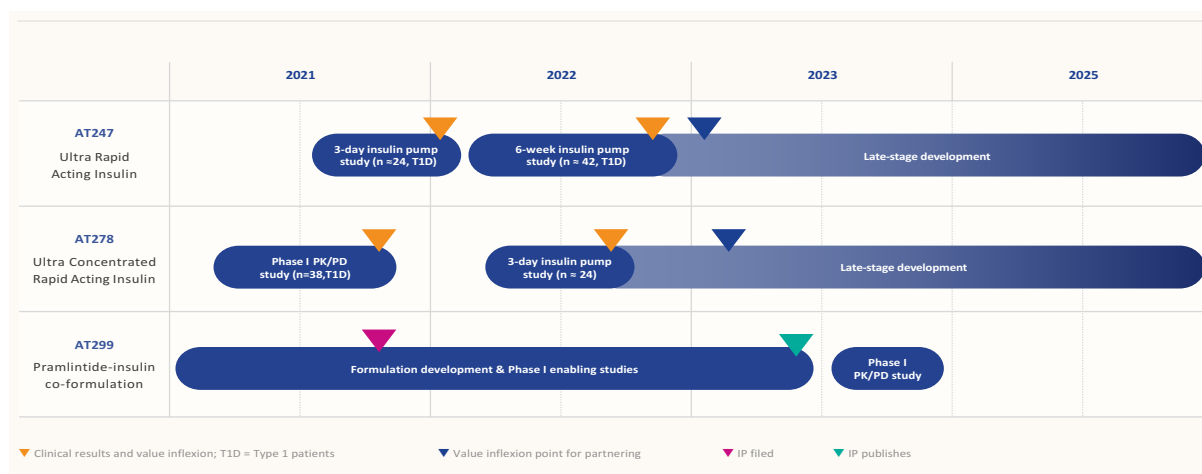 2021
2022
2023
2025
AT247
Ultra Rapid
Acting Insulin
3-day insulin pump
study (n ≈24, T1D)
6-week insulin pump
study (n ≈ 42, T1D)
Late-stage development
AT278
Ultra Concentrated
Rapid Acting Insulin
Phase I PK/PD
study (n=38,T1D)
3-day insulin pump
study (n ≈ 24)
Late-stage development
AT299
Pramlintide-insulin
co-formulation
Formulation development & Phase I enabling studies
Phase I
PK/PD study
Clinical results and value inflexion; T1D = Type 1 patients
Value inflexion point for partnering
IP filed
IP publishes